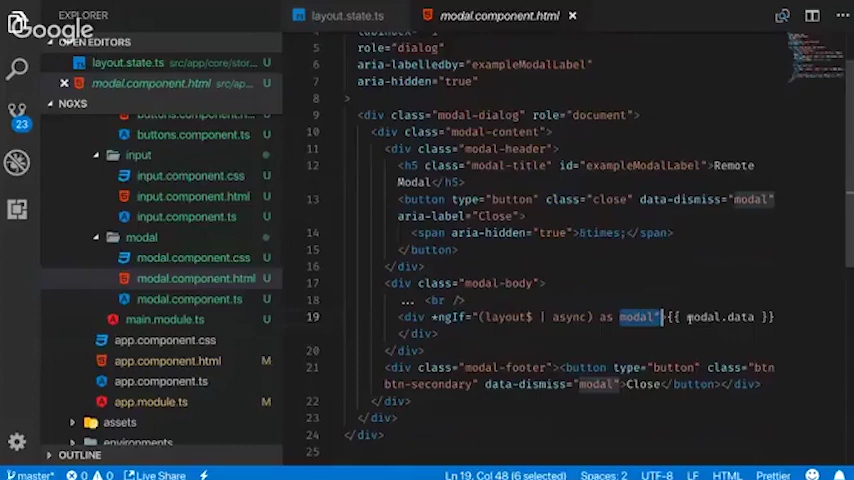 EXPLORER
layout.state.ts
modal.component.html
Google
OPEN EDITORS
layout.state.ts src/app/core/stor...
U
modal.component.html src/ap...
U
NGXS
23
buttons.component.ts
U
input
input.component.css
U
input.component.html
U
input.component.ts
U
modal
modal.component.css
U
modal.component.html
U
modal.component.ts
U
main.module.ts
U
app.component.css
app.component.html
M
app.component.ts
app.module.ts
M
assets
environments
OUTLINE
5 role="dialog"
6 aria-labelledby="exampleModalLabel"
7 aria-hidden="true"
8 >
9 <div class="modal-dialog" role="document">
10 <div class="modal-content">
11 <div class="modal-header">
12 <h5 class="modal-title" id="exampleModalLabel">Remote
Modal</h5>
13 <button type="button" class="close" data-dismiss="modal"
aria-label="Close">
14 <span aria-hidden="true">&times;</span>
15 </button>
16 </div>
17 <div class="modal-body">
18 ... <br />
19 <div *ngIf="(layout$ | async) as modal">{{ modal.data }}
</div>
20 </div>
21 <div class="modal-footer"><button type="button" class="btn
btn-secondary" data-dismiss="modal">Close</button></div>
22 </div>
23 </div>
24 </div>
25
master* 0 0 Live Share Ln 19, Col 48 (6 selected) Spaces: 2 UTF-8 LF HTML Prettier